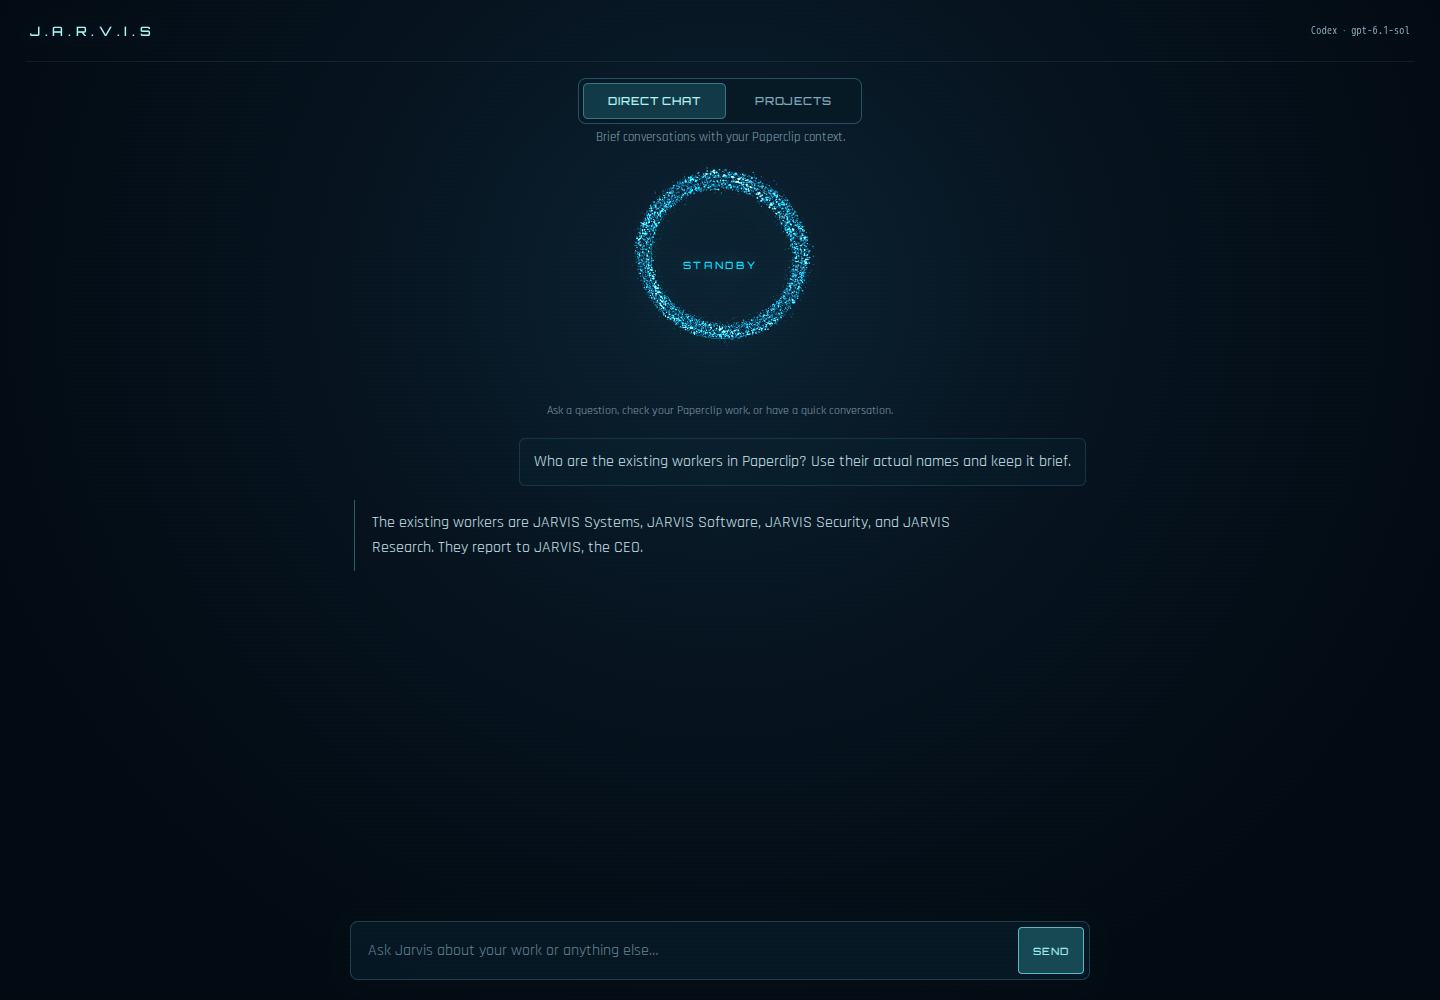 J.A.R.V.I.S
Codex · gpt-6.1-sol
DIRECT CHAT
PROJECTS
Brief conversations with your Paperclip context.
STANDBY
Ask a question, check your Paperclip work, or have a quick conversation.
Who are the existing workers in Paperclip? Use their actual names and keep it brief.
The existing workers are JARVIS Systems, JARVIS Software, JARVIS Security, and JARVIS
Research. They report to JARVIS, the CEO.
Ask Jarvis about your work or anything else...
SEND